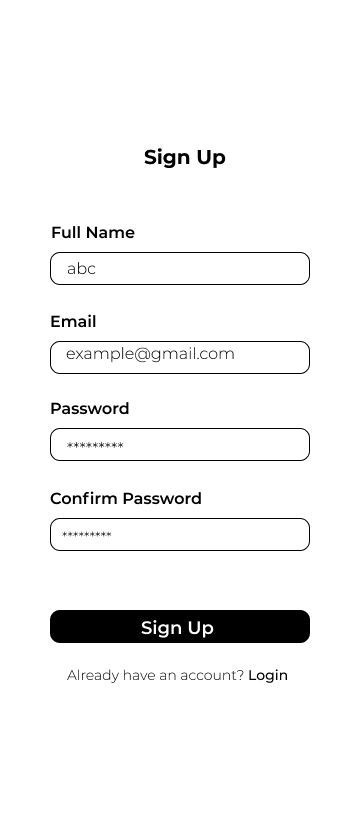 Sign Up
Full Name
abc
Email
example@gmail.com
Password
*********
Confirm Password
*********
Sign Up
Already have an account? Login